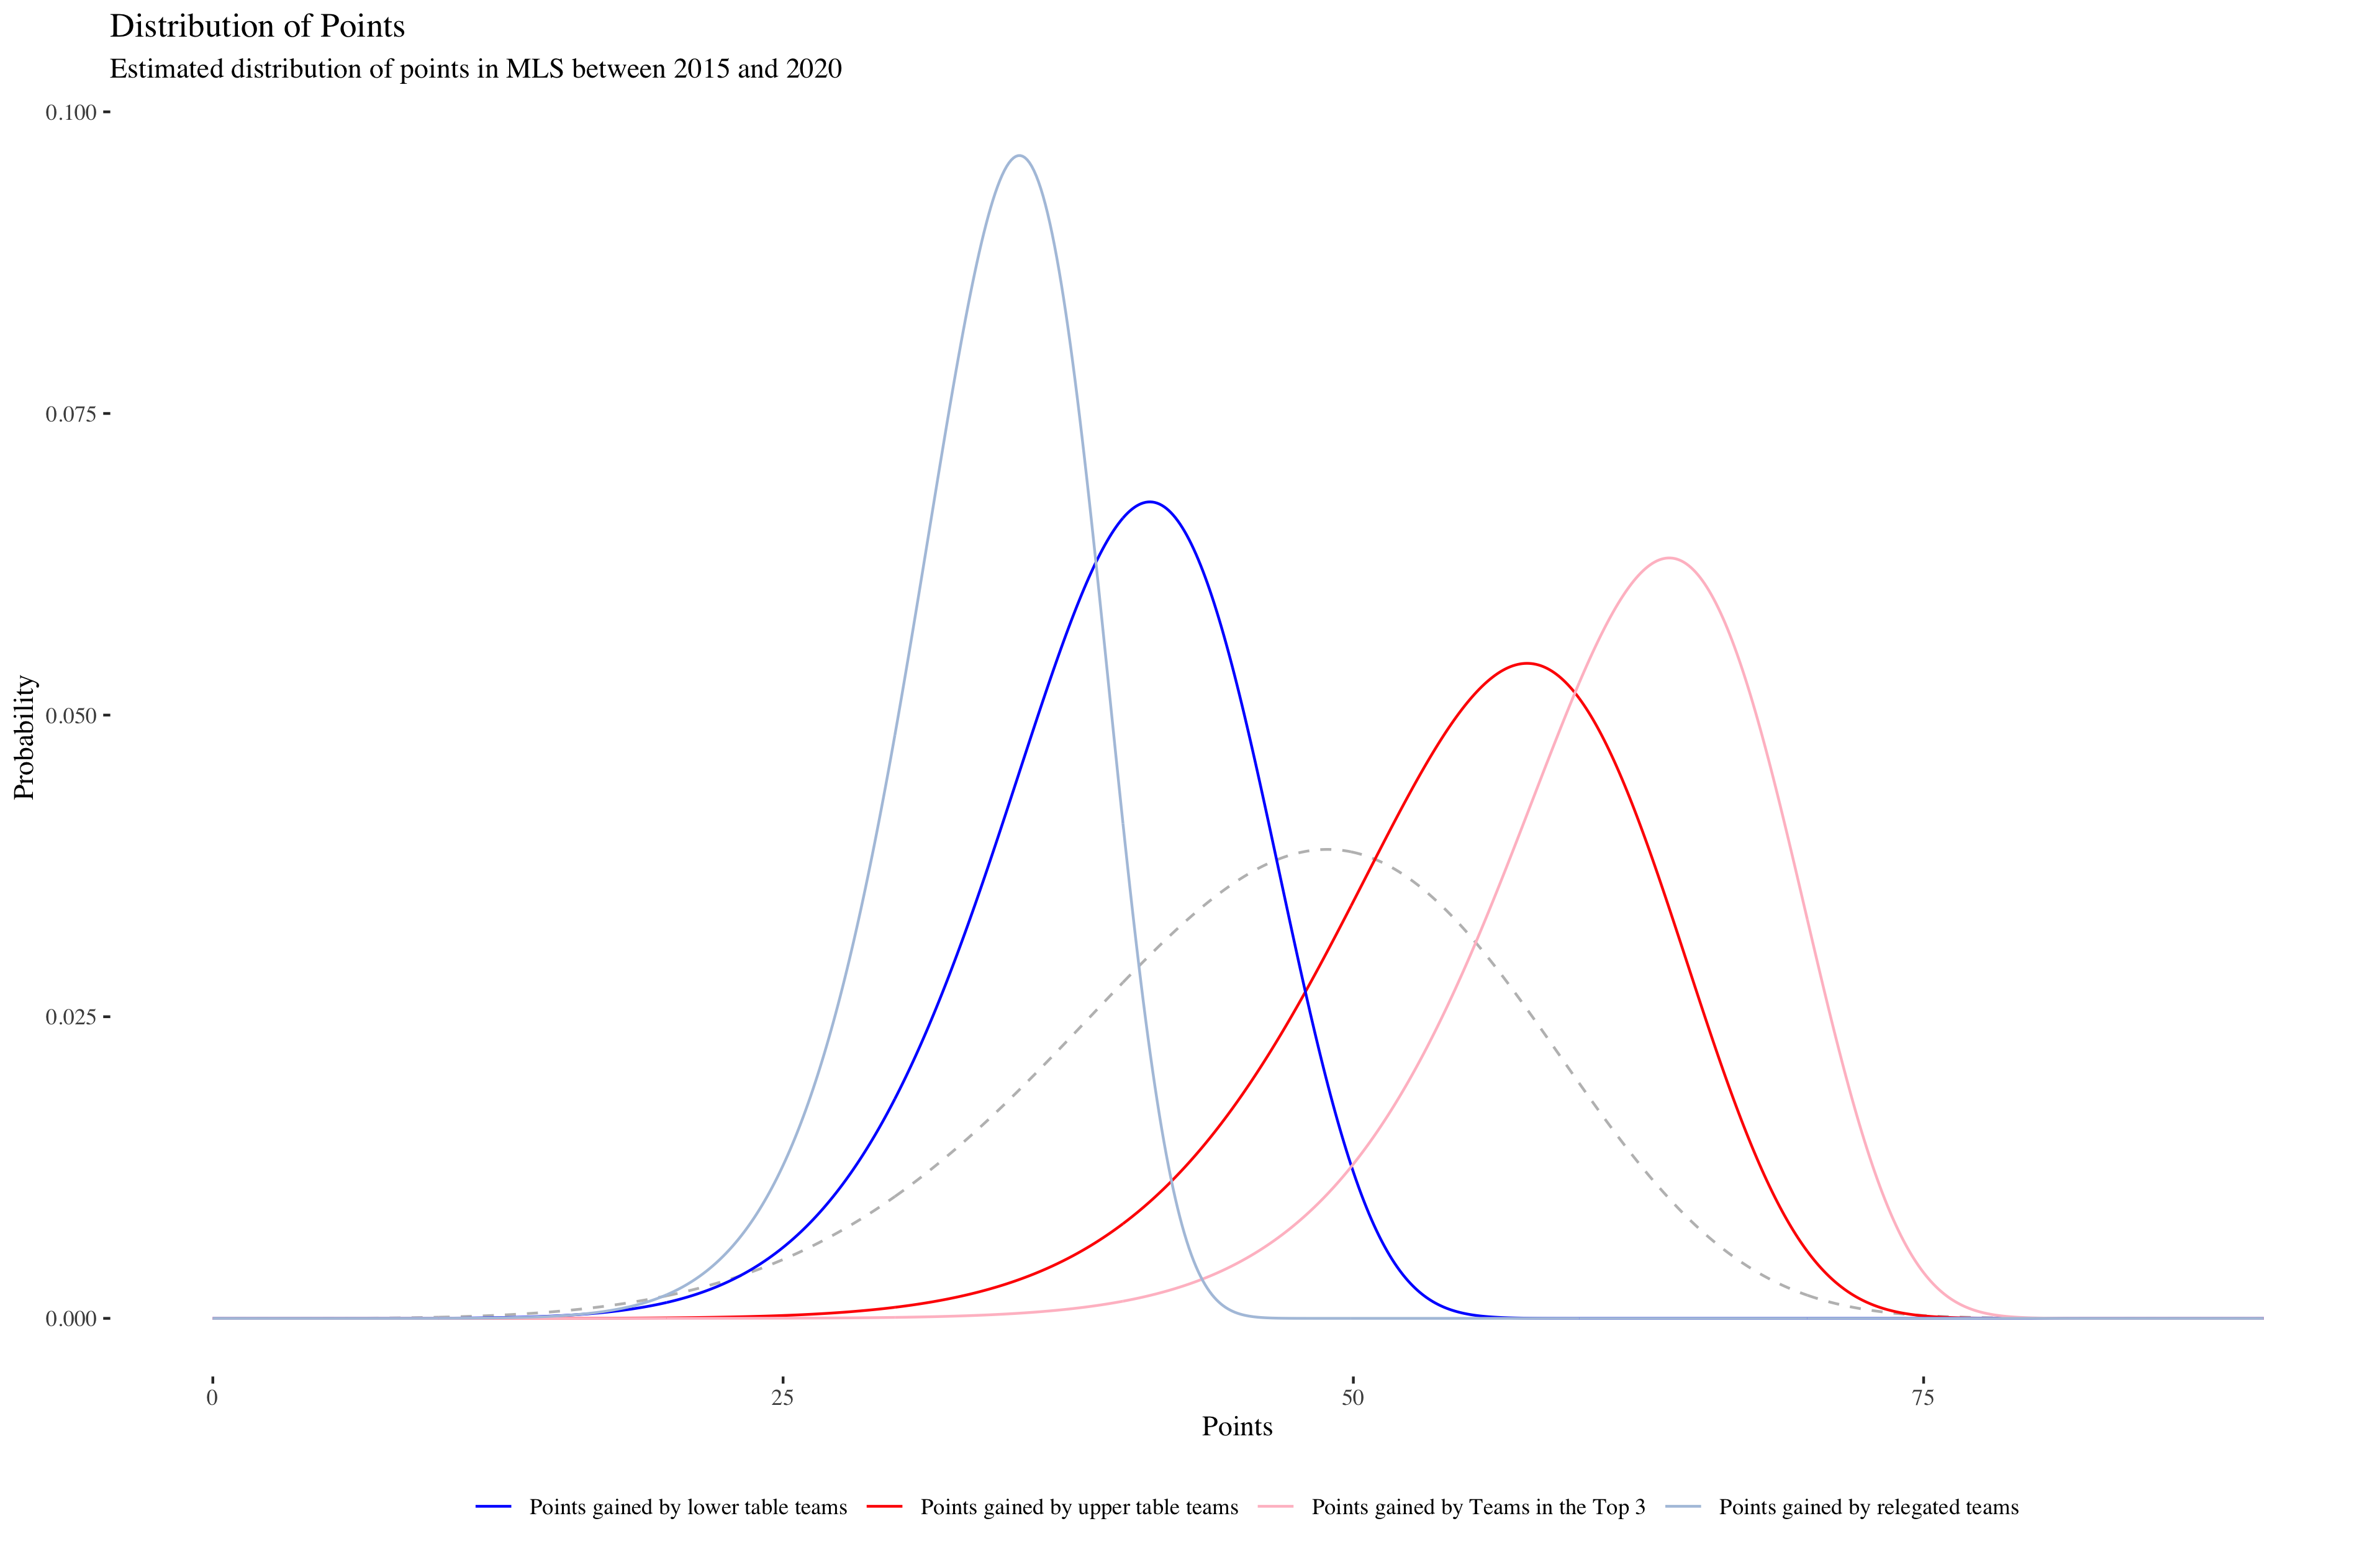 Distribution of Points
Estimated distribution of points in MLS between 2015 and 2020
0.100
0.075
0.050
0.025
0.000
Probability
0 25 50 75
Points
Points gained by lower table teams Points gained by upper table teams Points gained by Teams in the Top 3 Points gained by relegated teams